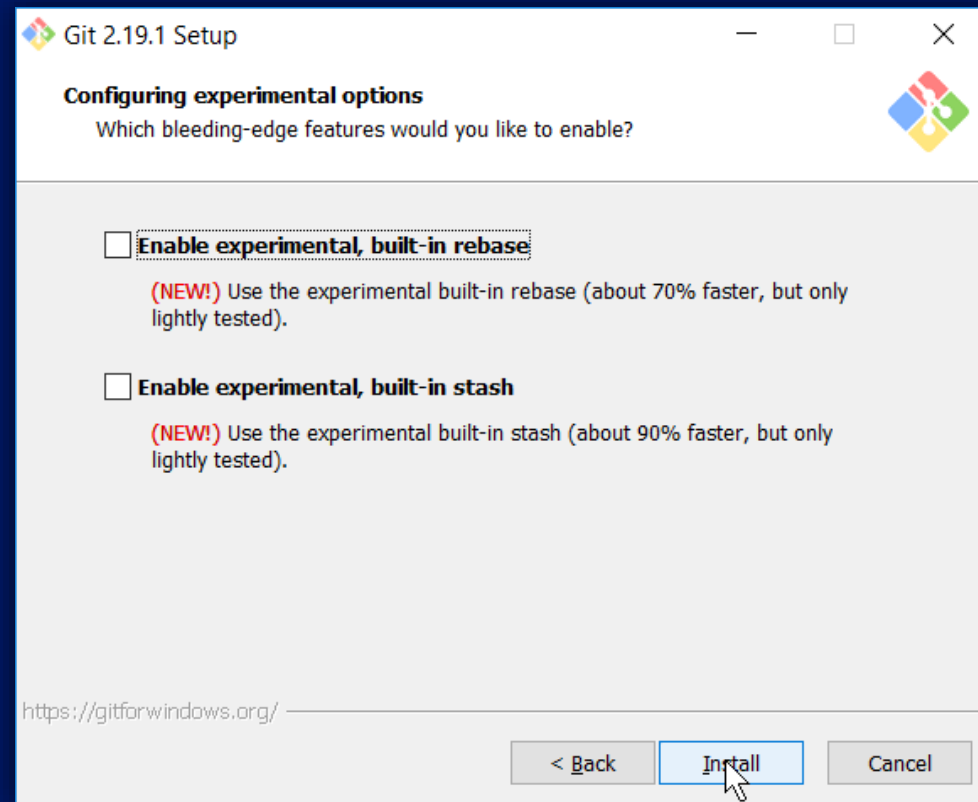 Git 2.19.1 Setup
Configuring experimental options
Which bleeding-edge features would you like to enable?
Enable experimental, built-in rebase
(NEW!) Use the experimental built-in rebase (about 70% faster, but only
lightly tested).
Enable experimental, built-in stash
(NEW!) Use the experimental built-in stash (about 90% faster, but only
lightly tested).
https://gitforwindows.org/
< Back Install Cancel